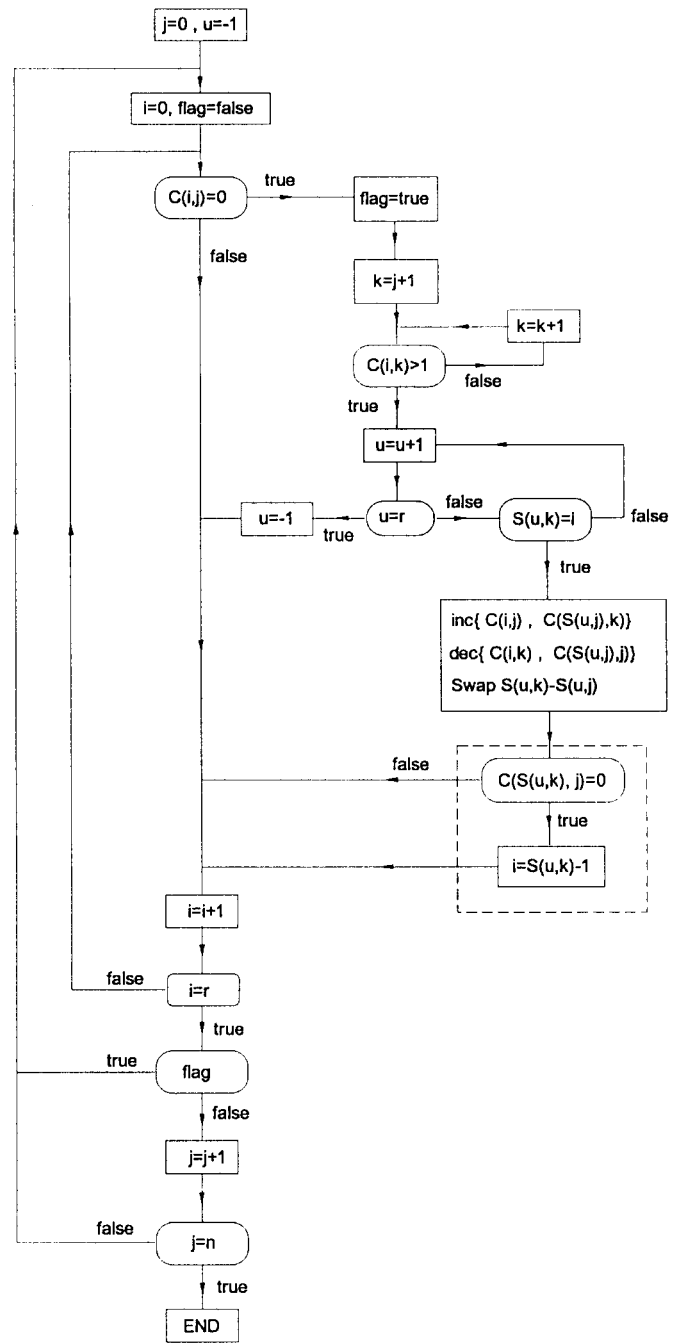 j=0 , u=-1
i=0, flag=false
C(i,j)=0
true
flag=true
false
k=j+1
k=k+1
C(i,k)>1
false
true
u=u+1
u=-1
true
u=r
false
S(u,k)=i
false
true
inc{ C(i,j) , C(S(u,j),k)}
dec{ C(i,k) , C(S(u,j),j)}
Swap S(u,k)-S(u,j)
false
C(S(u,k), j)=0
true
i=S(u,k)-1
i=i+1
false
i=r
true
true
flag
false
j=j+1
false
j=n
true
END